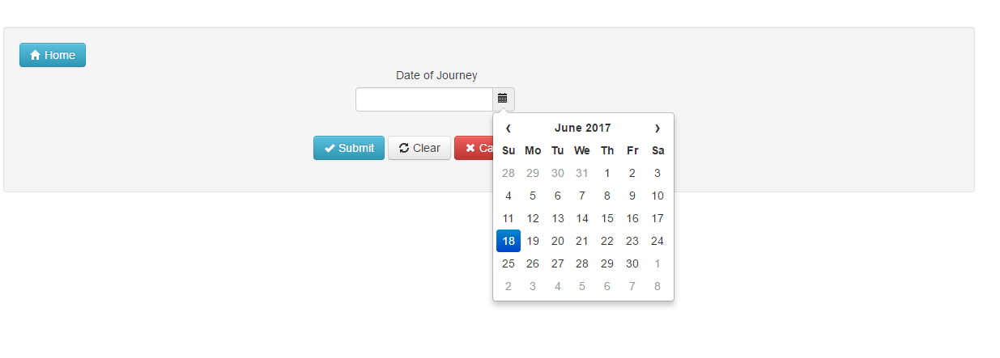 Home
Date of Journey
‹ June 2017 ›
Su Mo Tu We Th Fr Sa
28 29 30 31 1 2 3
4 5 6 7 8 9 10
Submit Clear
11 12 13 14 15 16 17
18 19 20 21 22 23 24
25 26 27 28 29 30 1
2 3 4 5 6 7 8